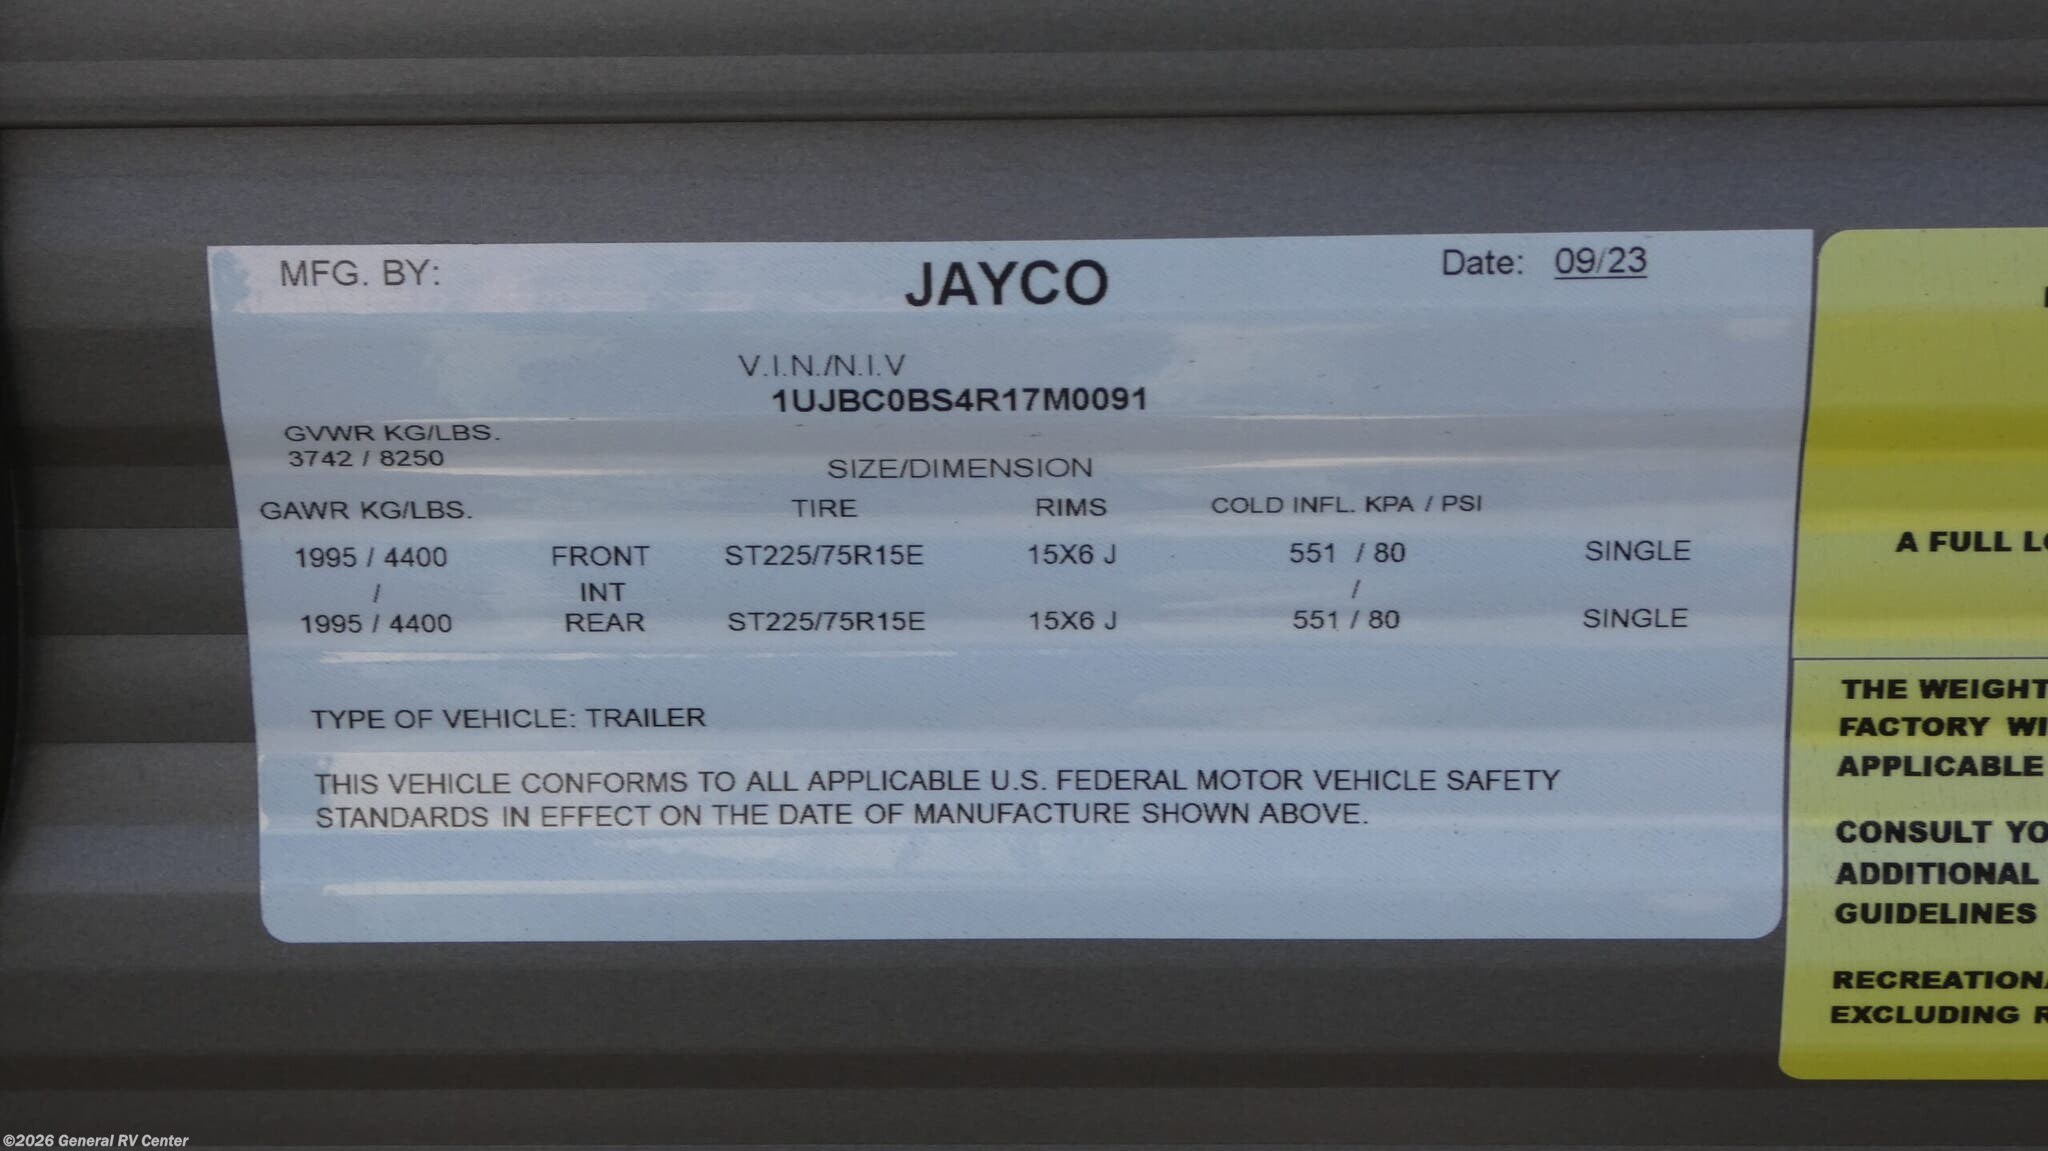 MFG. BY: JAYCO Date: 09/23
V.I.N./N.I.V
1UJBC0BS4R17M0091
GVWR KG/LBS.
3742 / 8250
SIZE/DIMENSION
GAWR KG/LBS. TIRE RIMS COLD INFL. KPA / PSI
1995 / 4400 FRONT ST225/75R15E 15X6 J 551 / 80 SINGLE
/ INT /
1995 / 4400 REAR ST225/75R15E 15X6 J 551 / 80 SINGLE
TYPE OF VEHICLE: TRAILER
THIS VEHICLE CONFORMS TO ALL APPLICABLE U.S. FEDERAL MOTOR VEHICLE SAFETY
STANDARDS IN EFFECT ON THE DATE OF MANUFACTURE SHOWN ABOVE.
A FULL
THE WEIGHT
FACTORY
APPLICABLE
CONSULT
ADDITIONAL
GUIDELINES
EXCLUDING
©2026 General RV Center